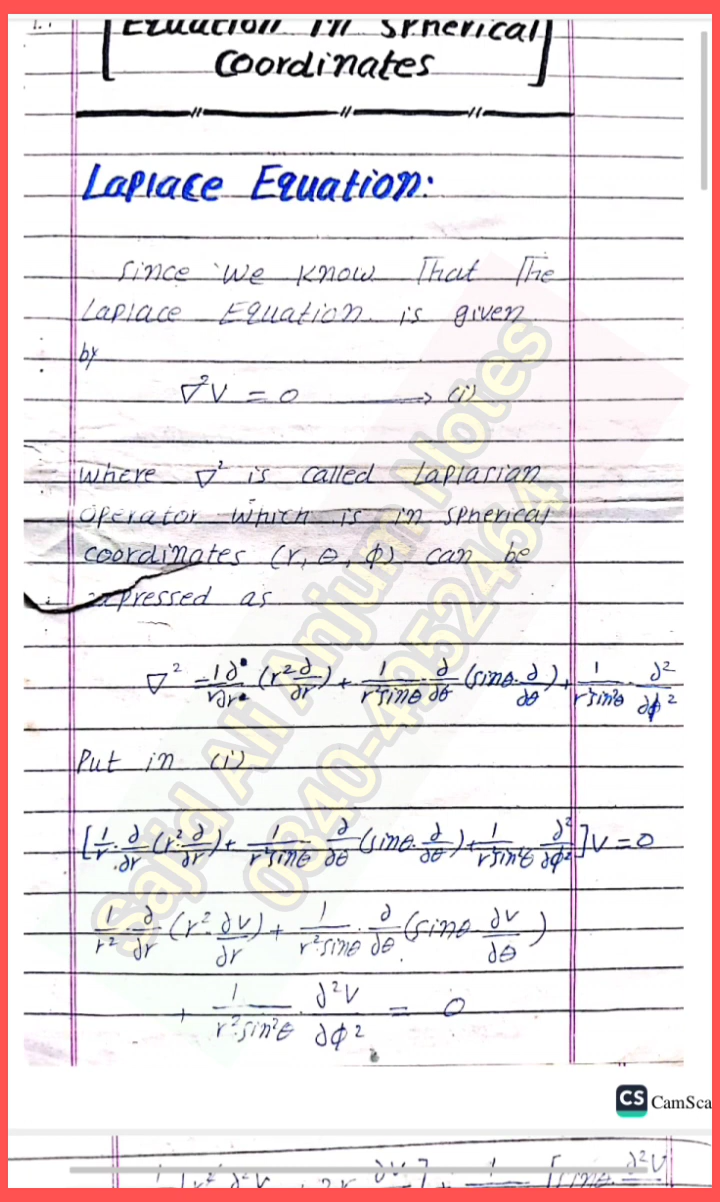 [Equation in Spherical]
Coordinates
Laplace Equation:
Since we know That The
Laplace Equation is given
by
∇²V = 0 → (i)
Where ∇² is called Laplacian
operator which is in spherical
coordinates (r, θ, φ) can be
expressed as
∇² = 1/r² ∂/∂r (r² ∂/∂r) + 1/r²sinθ ∂/∂θ (sinθ. ∂/∂θ) + 1/r²sin²θ ∂²/∂φ²
Put in (i)
[1/r². ∂/∂r (r² ∂/∂r) + 1/r²sinθ ∂/∂θ (sinθ. ∂/∂θ) + 1/r²sin²θ ∂²/∂φ²] V = 0
1/r² . ∂/∂r (r². ∂V/∂r) + 1/r²sinθ . ∂/∂θ (sinθ ∂V/∂θ)
+ 1/r²sin²θ . ∂²V/∂φ² = 0
Sajid Ali Anjum Notes
CS CamSca